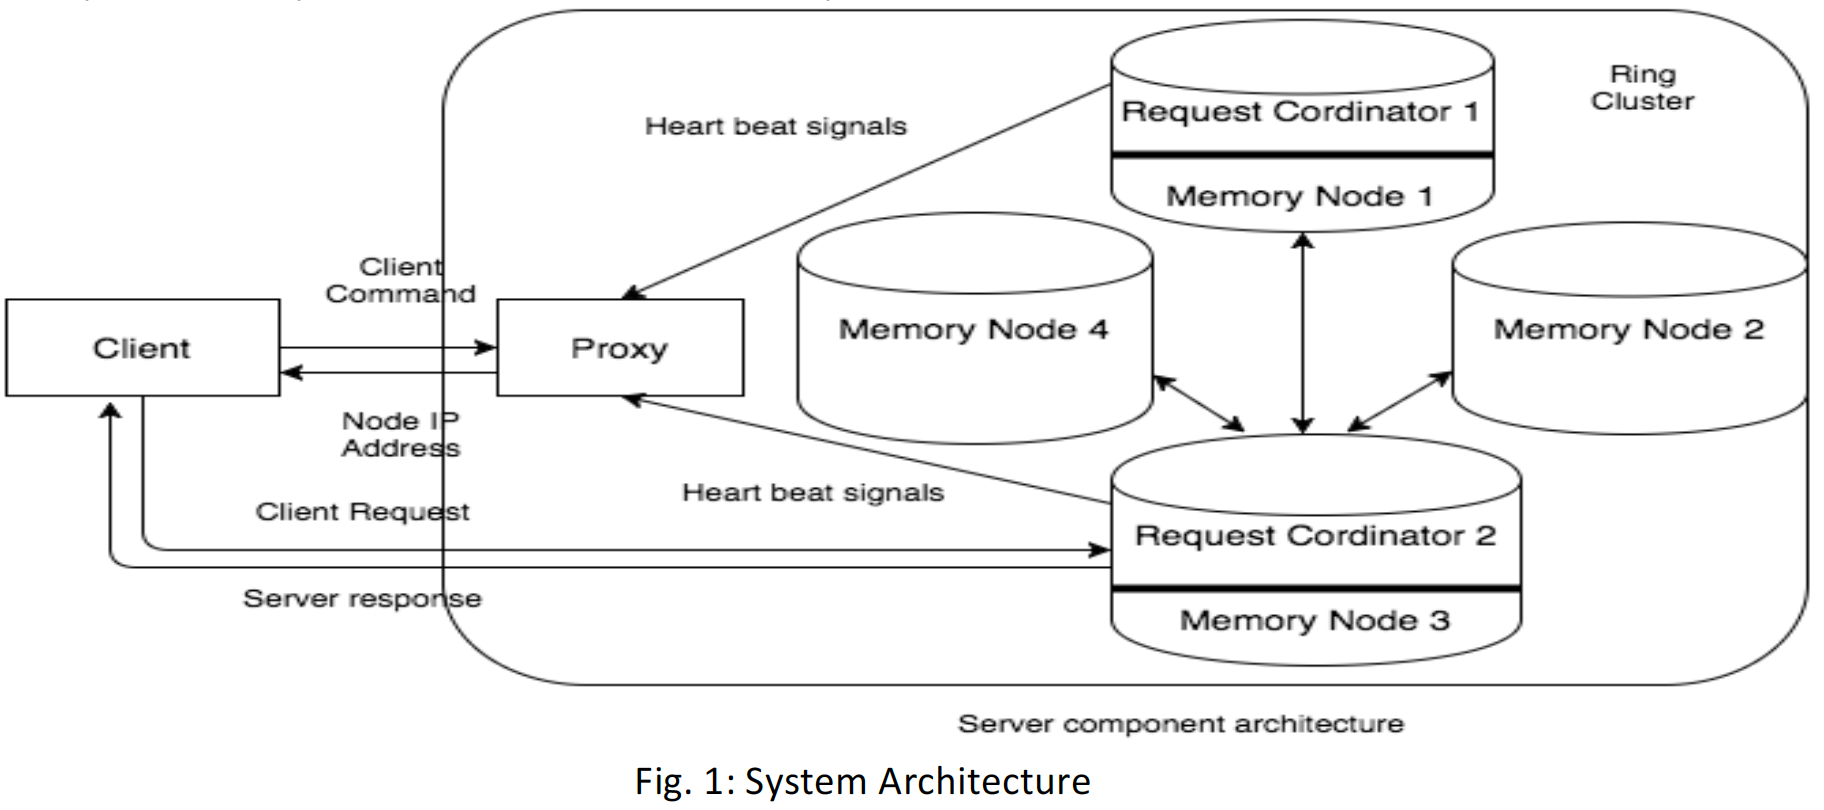 Ring
Cluster
Request Cordinator 1
Heart beat signals
Memory Node 1
Client
Command
Memory Node 4
Memory Node 2
Client
Proxy
Node IP
Address
Heart beat signals
Client Request
Request Cordinator 2
Server response
Memory Node 3
Server component architecture
Fig. 1: System Architecture